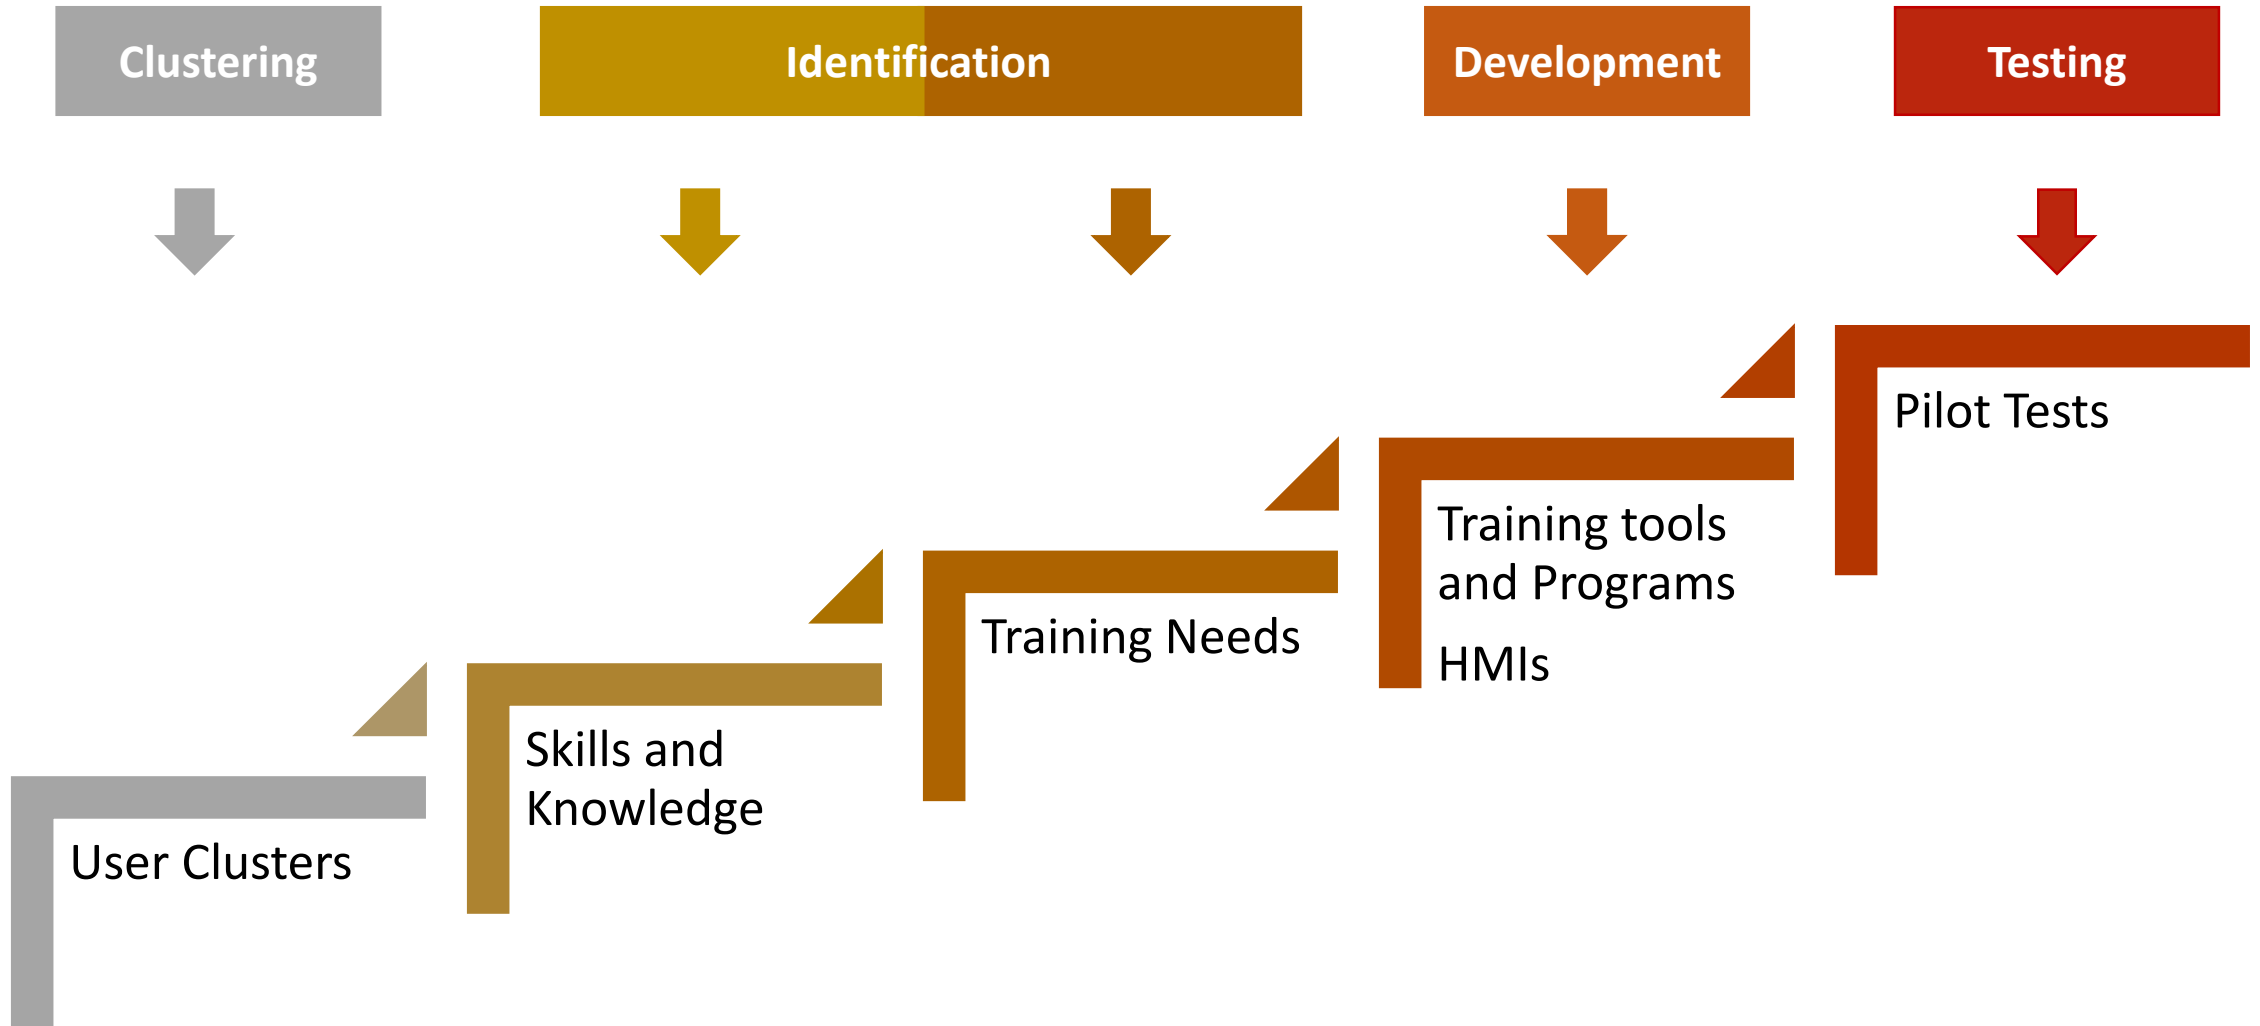 Clustering
Identification
Development
Testing
User Clusters
Skills and
Knowledge
Training Needs
Training tools
and Programs
HMIs
Pilot Tests